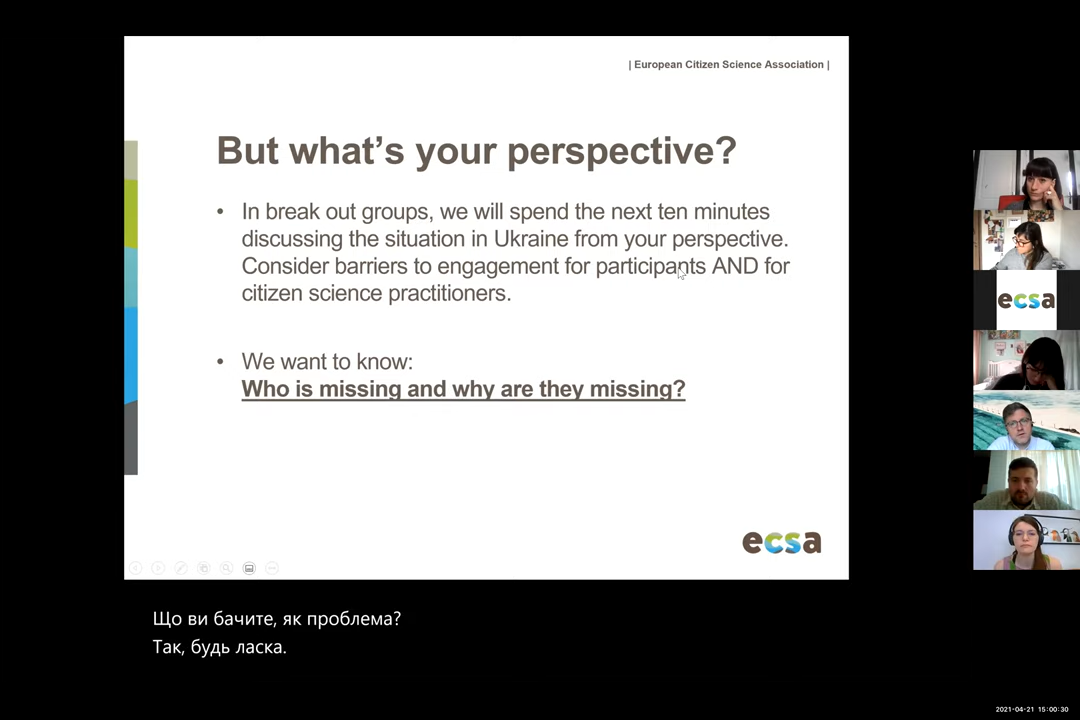 | European Citizen Science Association |
But what's your perspective?
• In break out groups, we will spend the next ten minutes
discussing the situation in Ukraine from your perspective.
Consider barriers to engagement for participants AND for
citizen science practitioners.
• We want to know:
Who is missing and why are they missing?
ecsa
ecsa
Що ви бачите, як проблема?
Так, будь ласка.
2021-04-21 15:00:30